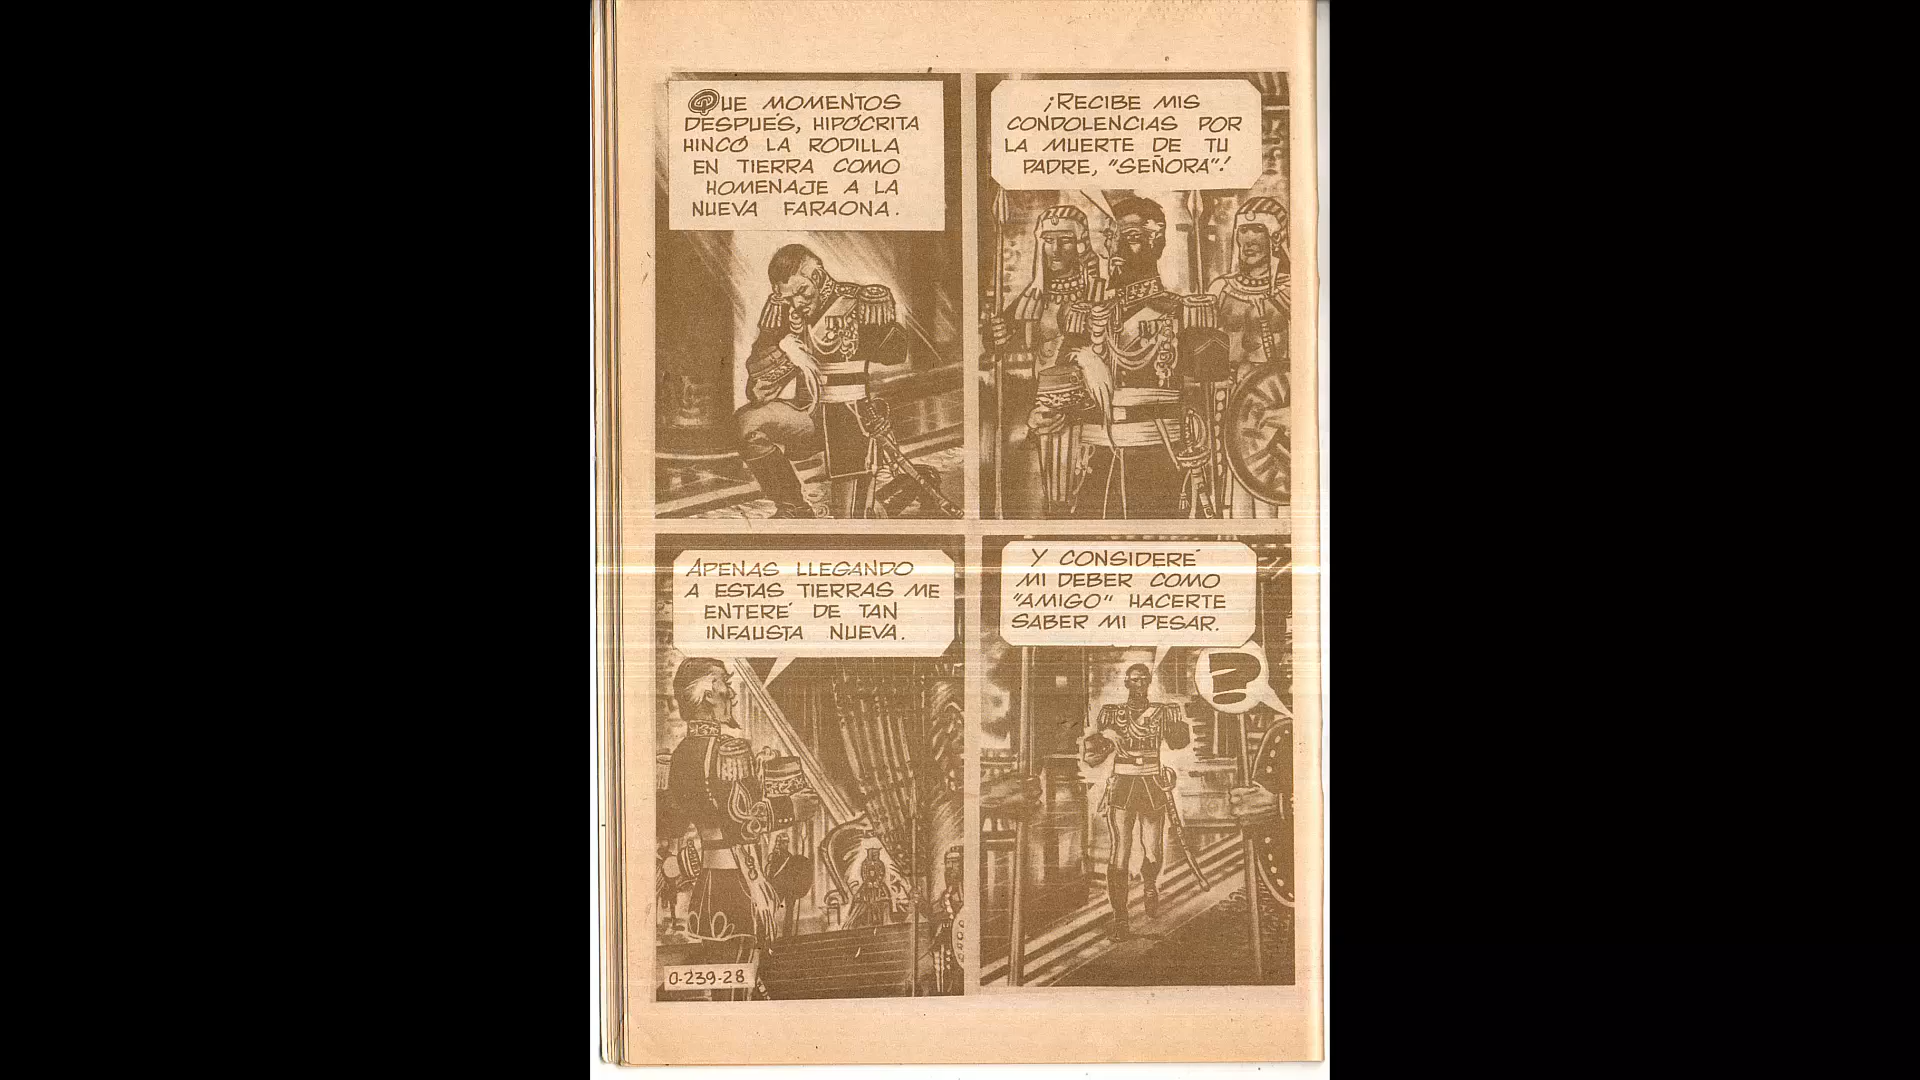 QUE MOMENTOS
DESPUÉS, HIPÓCRITA
HINCÓ LA RODILLA
EN TIERRA COMO
HOMENAJE A LA
NUEVA FARAONA.
¡RECIBE MIS
CONDOLENCIAS POR
LA MUERTE DE TU
PADRE, "SEÑORA"!
APENAS LLEGANDO
A ESTAS TIERRAS ME
ENTERÉ DE TAN
INFAUSTA NUEVA.
Y CONSIDERÉ
MI DEBER COMO
"AMIGO" HACERTE
SABER MI PESAR.
?
O-239-28